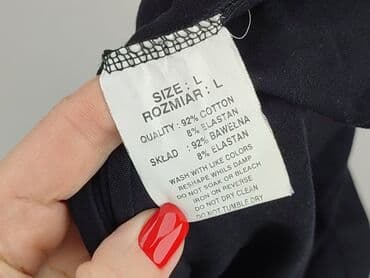 SIZE: L
ROZMIAR: L
QUALITY: 92% COTTON
8% ELASTAN
SKŁAD : 92% BAWEŁNA
8% ELASTAN
WASH WITH LIKE COLORS
RESHAPE WHILS DAMP
DO NOT SOAK OR BLEACH
IRON ON REVERSE
DO NOT DRY CLEAN
DO NOT TUMBLE DRY